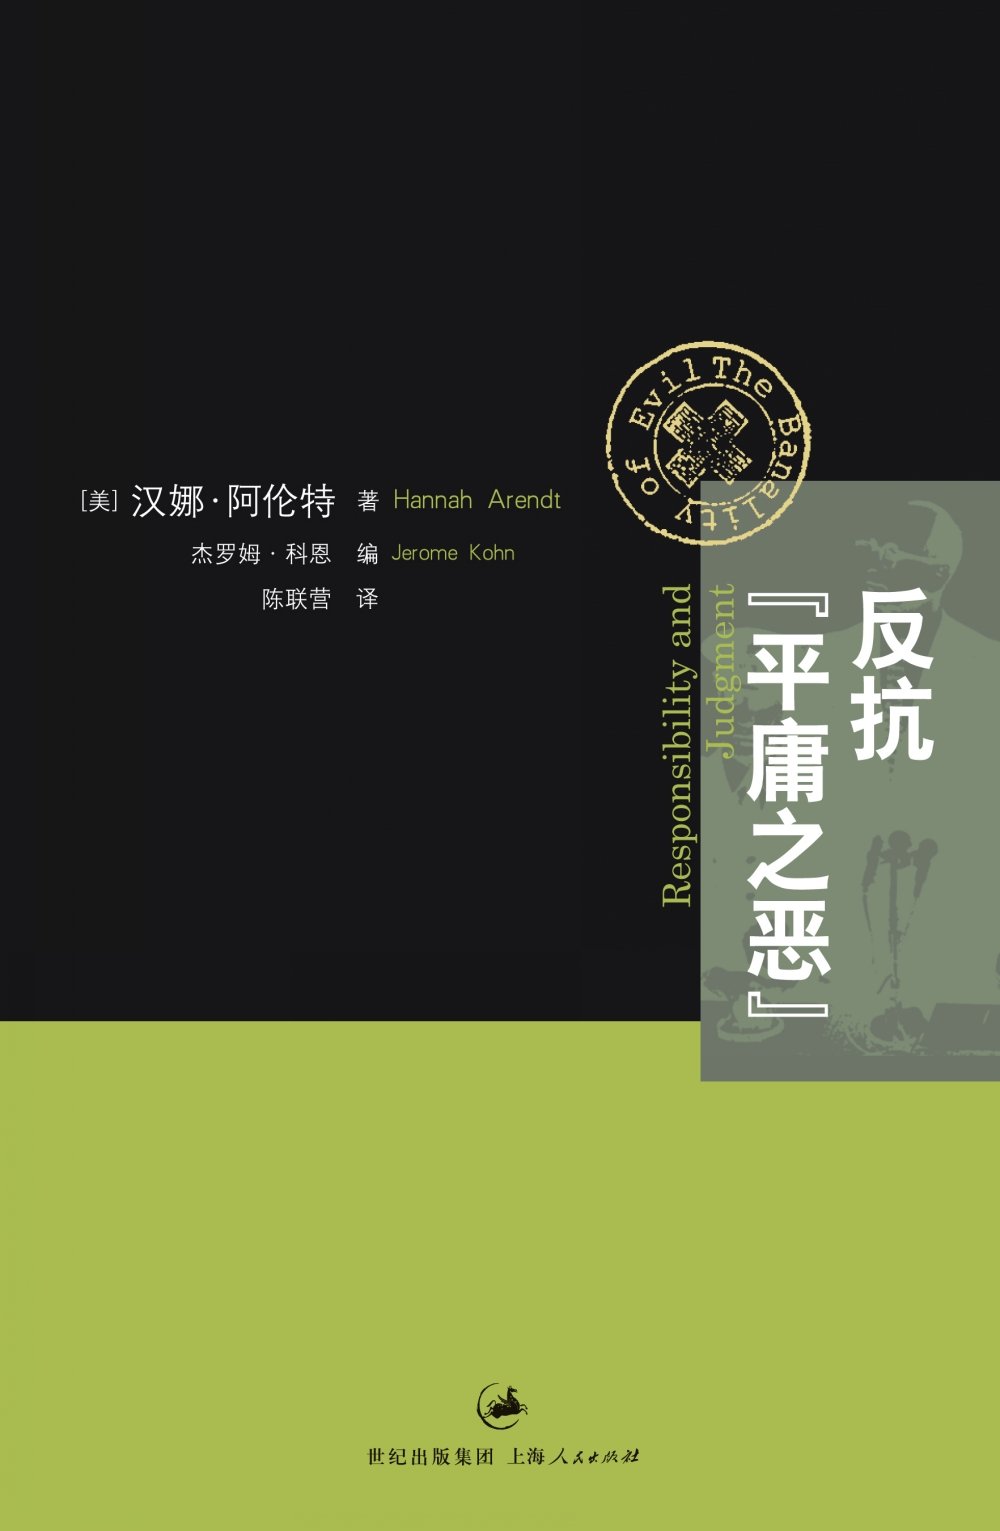 The Banality of Evil
[美] 汉娜·阿伦特 著 Hannah Arendt
杰罗姆·科恩 编 Jerome Kohn
陈联营 译
反抗
『平庸之恶』
Responsibility and
Judgment
世纪出版集团 上海人民出版社